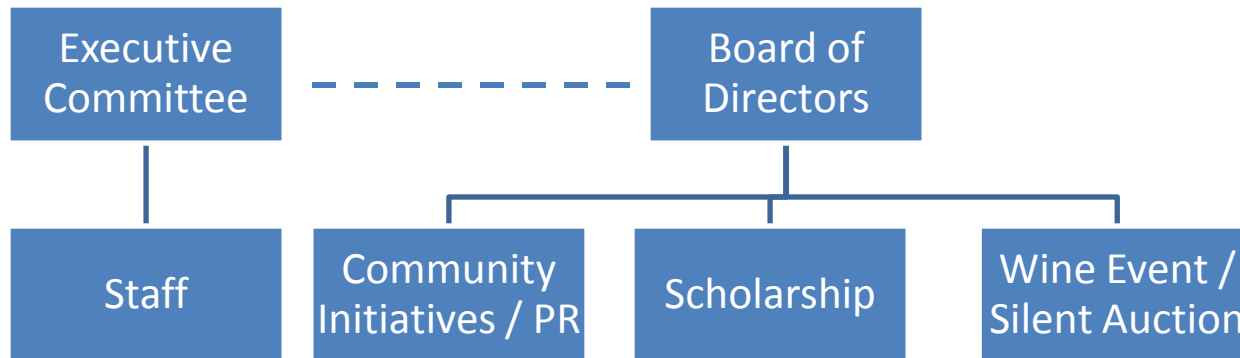 Executive
Committee
Board of
Directors
Staff
Community
Initiatives / PR
Scholarship
Wine Event /
Silent Auction